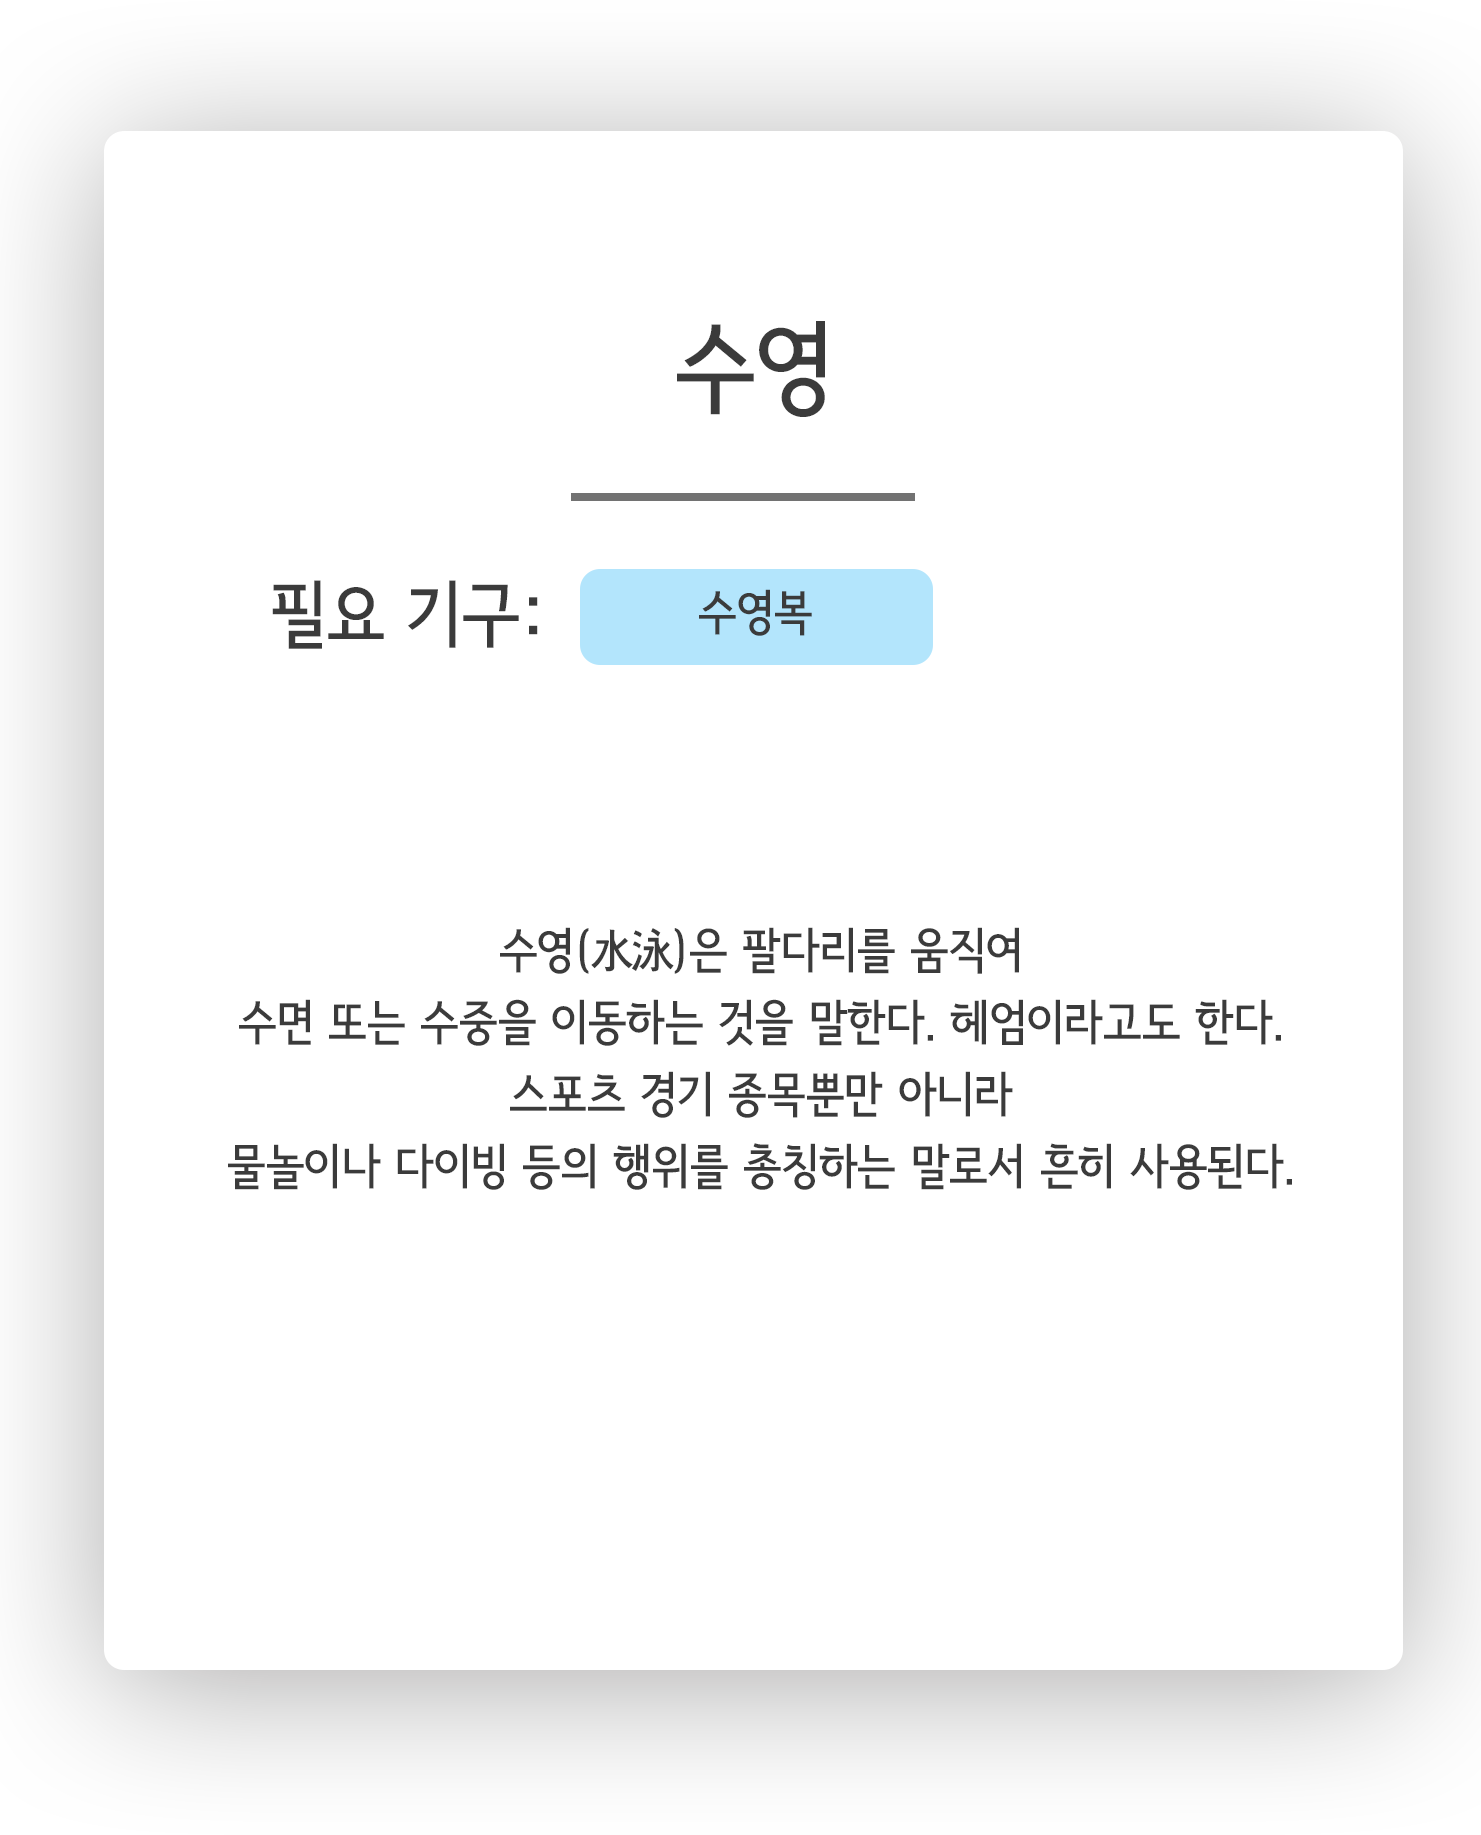 수영
필요 기구: 수영복
수영(水泳)은 팔다리를 움직여
수면 또는 수중을 이동하는 것을 말한다. 헤엄이라고도 한다.
스포츠 경기 종목뿐만 아니라
물놀이나 다이빙 등의 행위를 총칭하는 말로서 흔히 사용된다.